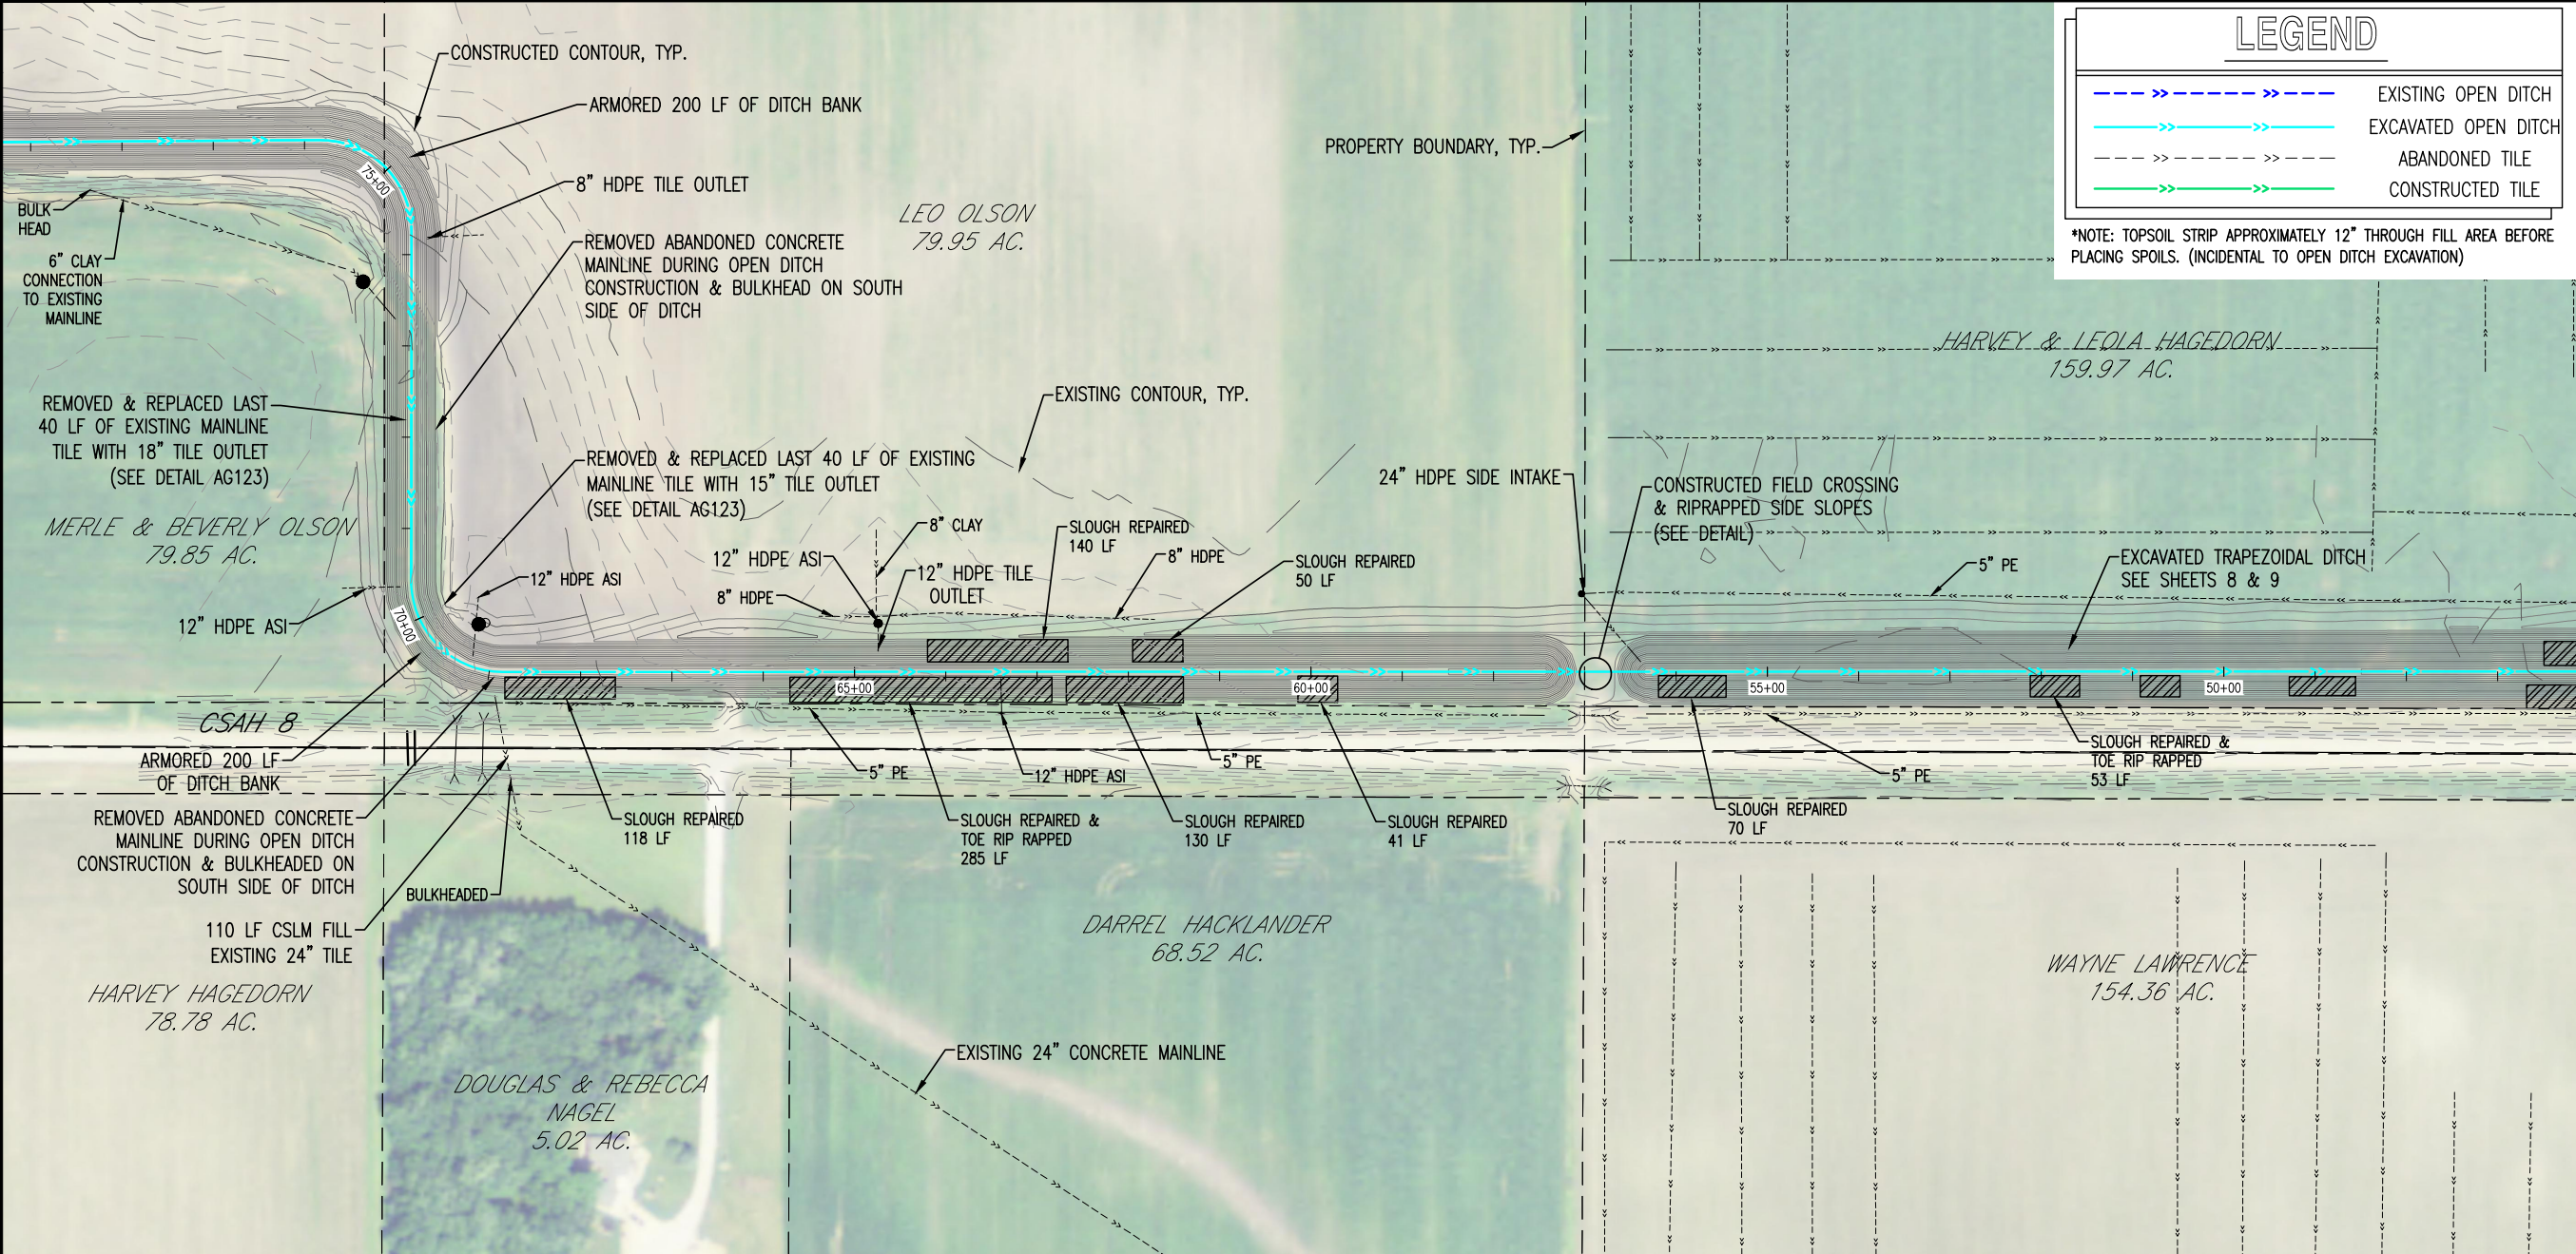 CONSTRUCTED CONTOUR, TYP.
ARMORED 200 LF OF DITCH BANK
8" HDPE TILE OUTLET
BULK
HEAD
6" CLAY
CONNECTION
TO EXISTING
MAINLINE
75+00
REMOVED ABANDONED CONCRETE
MAINLINE DURING OPEN DITCH
CONSTRUCTION & BULKHEAD ON SOUTH
SIDE OF DITCH
LEO OLSON
79.95 AC.
PROPERTY BOUNDARY, TYP.
LEGEND
EXISTING OPEN DITCH
EXCAVATED OPEN DITCH
ABANDONED TILE
CONSTRUCTED TILE
*NOTE: TOPSOIL STRIP APPROXIMATELY 12" THROUGH FILL AREA BEFORE
PLACING SPOILS. (INCIDENTAL TO OPEN DITCH EXCAVATION)
HARVEY & LEOLA HAGEDORN
159.97 AC.
REMOVED & REPLACED LAST
40 LF OF EXISTING MAINLINE
TILE WITH 18" TILE OUTLET
(SEE DETAIL AG123)
MERLE & BEVERLY OLSON
79.85 AC.
12" HDPE ASI
70+00
REMOVED & REPLACED LAST 40 LF OF EXISTING
MAINLINE TILE WITH 15" TILE OUTLET
(SEE DETAIL AG123)
12" HDPE ASI
EXISTING CONTOUR, TYP.
8" CLAY
12" HDPE ASI
12" HDPE TILE
OUTLET
8" HDPE
SLOUGH REPAIRED
140 LF
8" HDPE
SLOUGH REPAIRED
50 LF
24" HDPE SIDE INTAKE
CONSTRUCTED FIELD CROSSING
& RIPRAPPED SIDE SLOPES
(SEE DETAIL)
5" PE
EXCAVATED TRAPEZOIDAL DITCH
SEE SHEETS 8 & 9
65+00
60+00
55+00
50+00
CSAH 8
ARMORED 200 LF
OF DITCH BANK
REMOVED ABANDONED CONCRETE
MAINLINE DURING OPEN DITCH
CONSTRUCTION & BULKHEADED ON
SOUTH SIDE OF DITCH
BULKHEADED
110 LF CSLM FILL
EXISTING 24" TILE
SLOUGH REPAIRED
118 LF
5" PE
SLOUGH REPAIRED &
TOE RIP RAPPED
285 LF
12" HDPE ASI
5" PE
SLOUGH REPAIRED
130 LF
SLOUGH REPAIRED
41 LF
SLOUGH REPAIRED
70 LF
5" PE
SLOUGH REPAIRED &
TOE RIP RAPPED
53 LF
HARVEY HAGEDORN
78.78 AC.
DOUGLAS & REBECCA
NAGEL
5.02 AC.
DARREL HACKLANDER
68.52 AC.
EXISTING 24" CONCRETE MAINLINE
WAYNE LAWRENCE
154.36 AC.